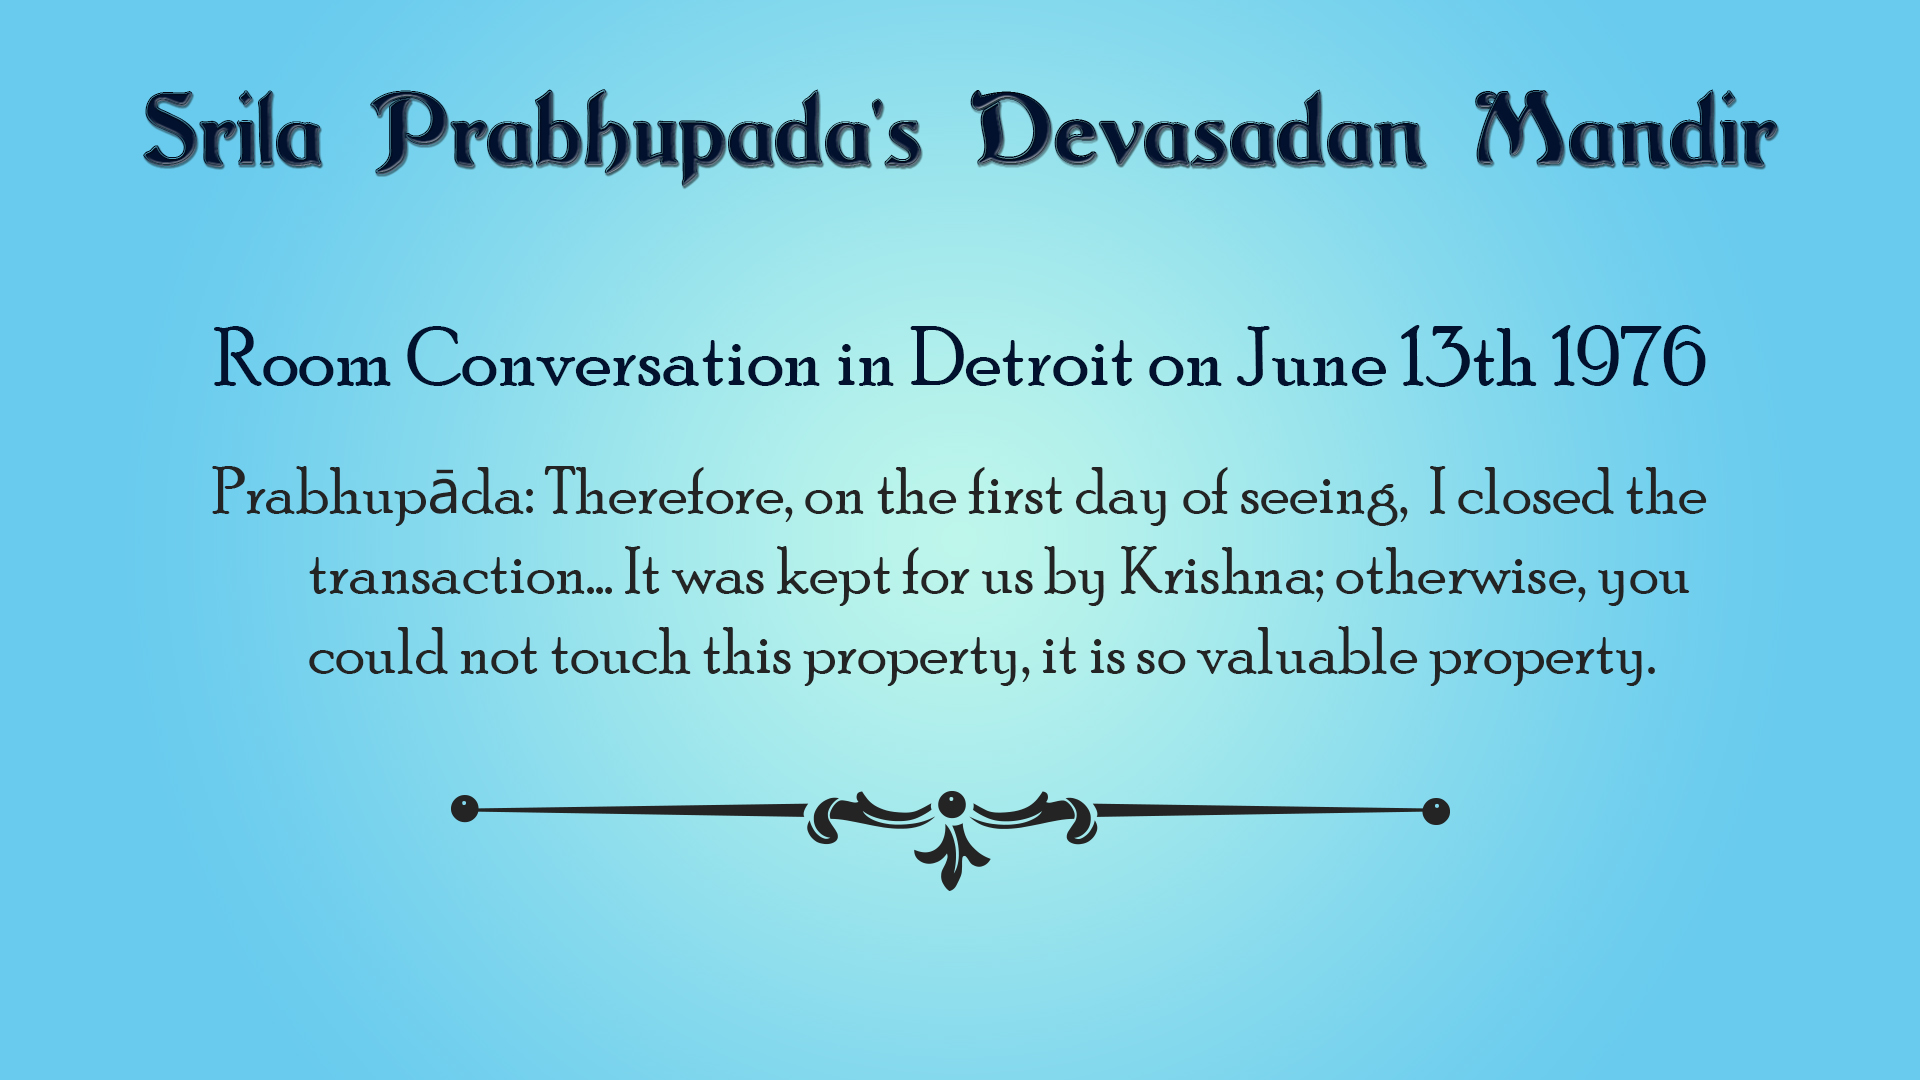 Srila Prabhupada's Devasadan Mandir
Room Conversation in Detroit on June 13th 1976
Prabhupāda: Therefore, on the first day of seeing, I closed the
transaction... It was kept for us by Krishna; otherwise, you
could not touch this property, it is so valuable property.